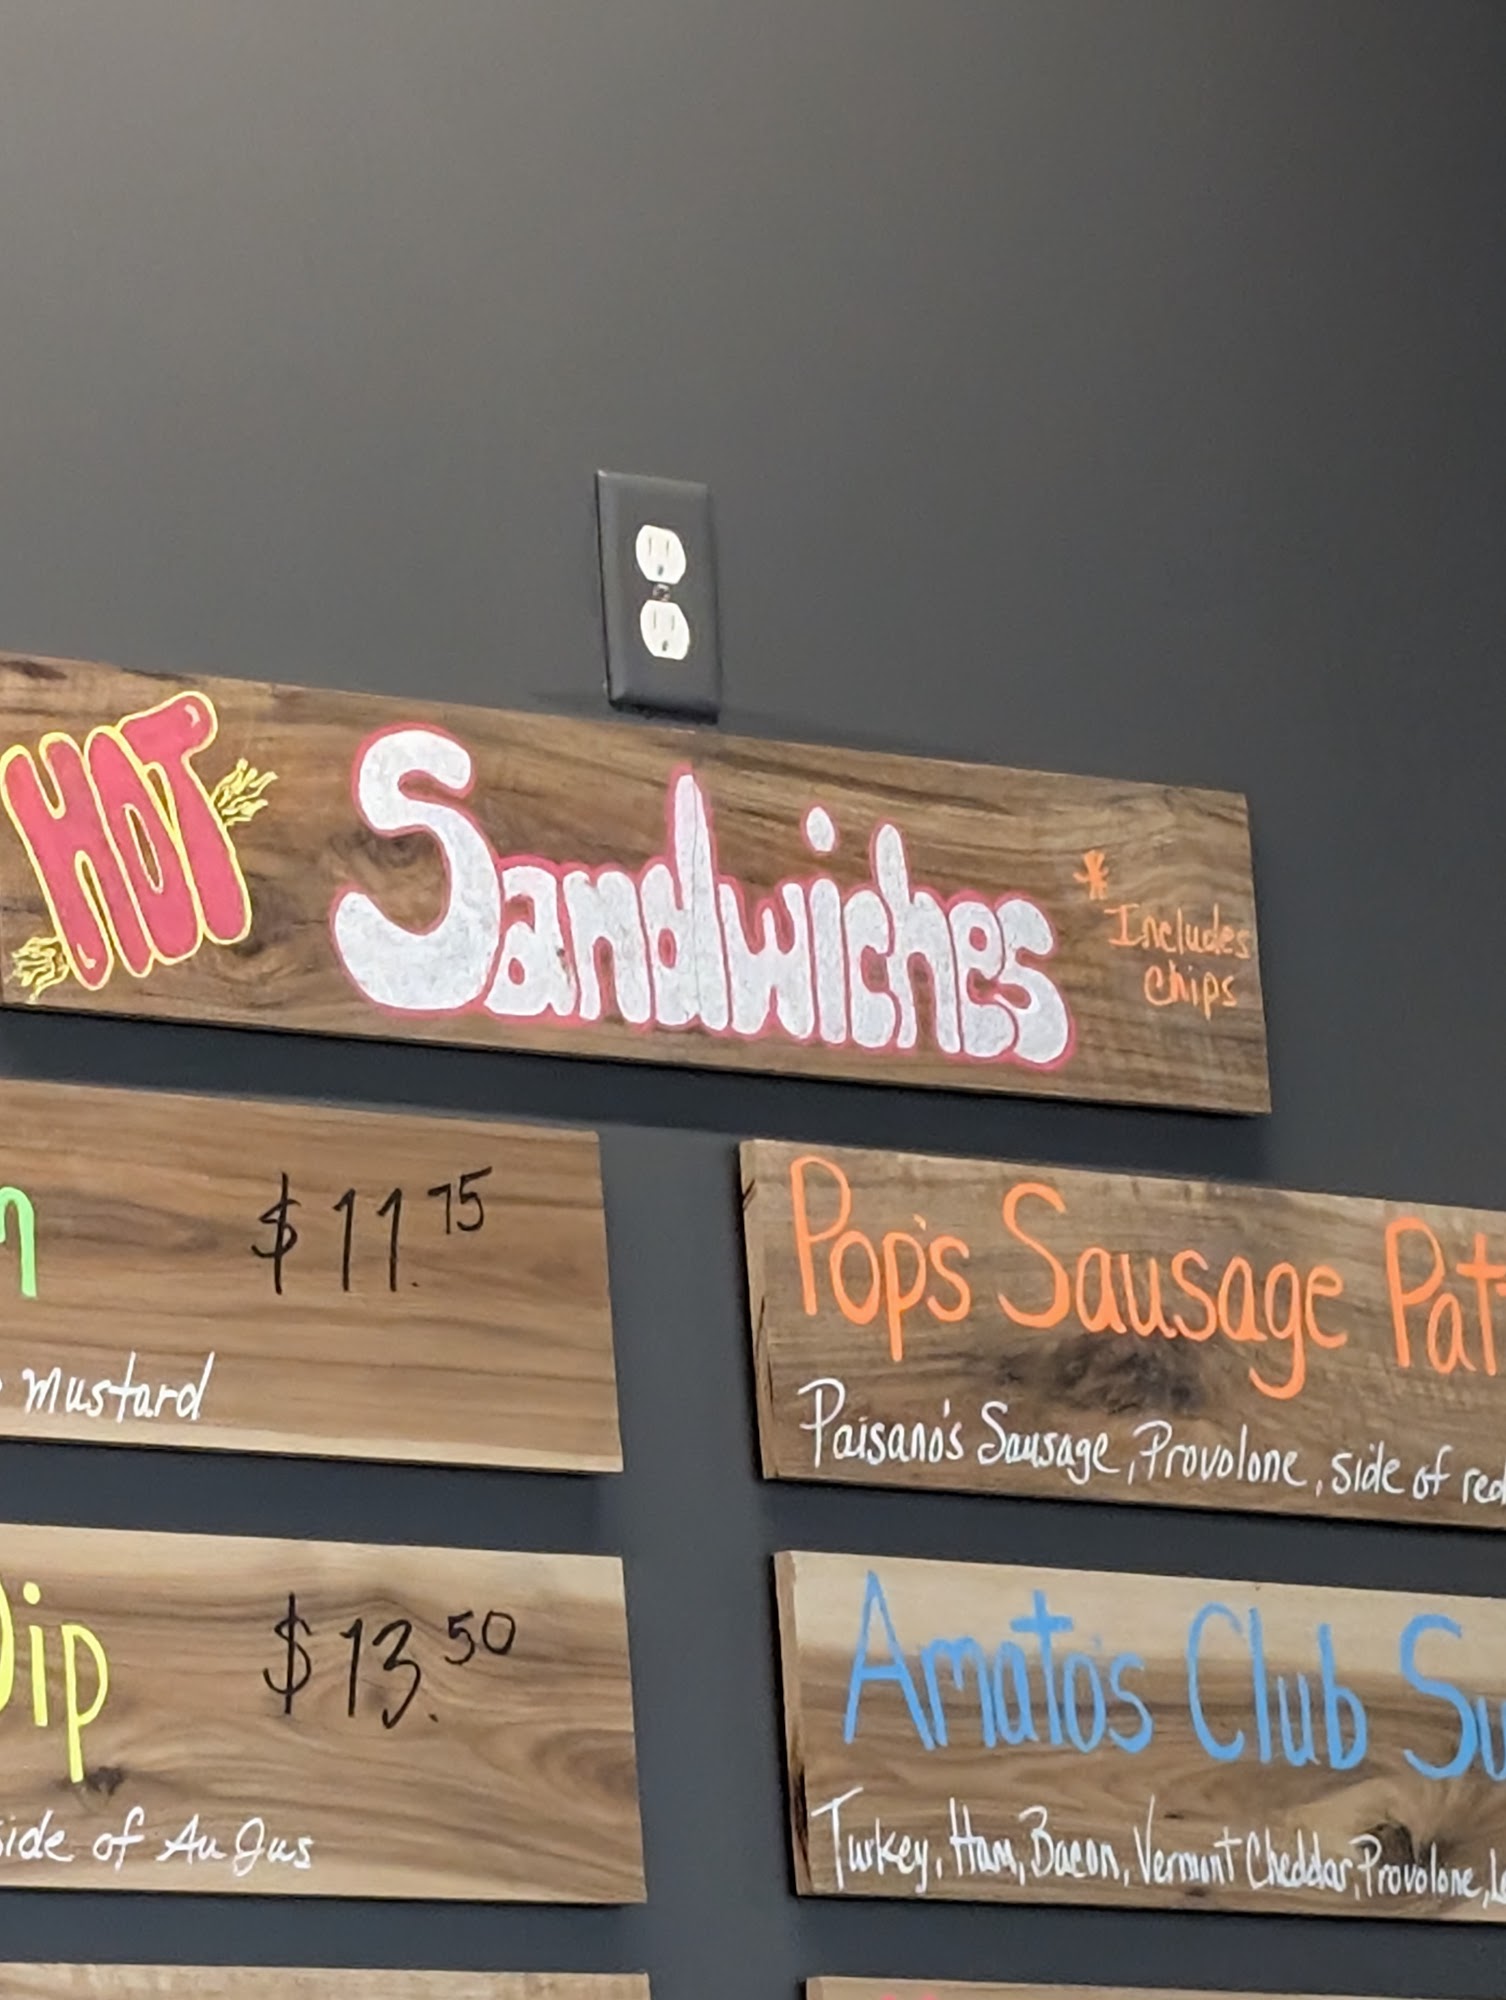 HOT Sandwiches
* Includes
chips
$11.75
mustard
Pop's Sausage Pat
Paisano's Sausage, Provolone, side of red
Dip $13.50
side of Au Jus
Amato's Club Su
Turkey, Ham, Bacon, Vermont Cheddar, Provolone, Le